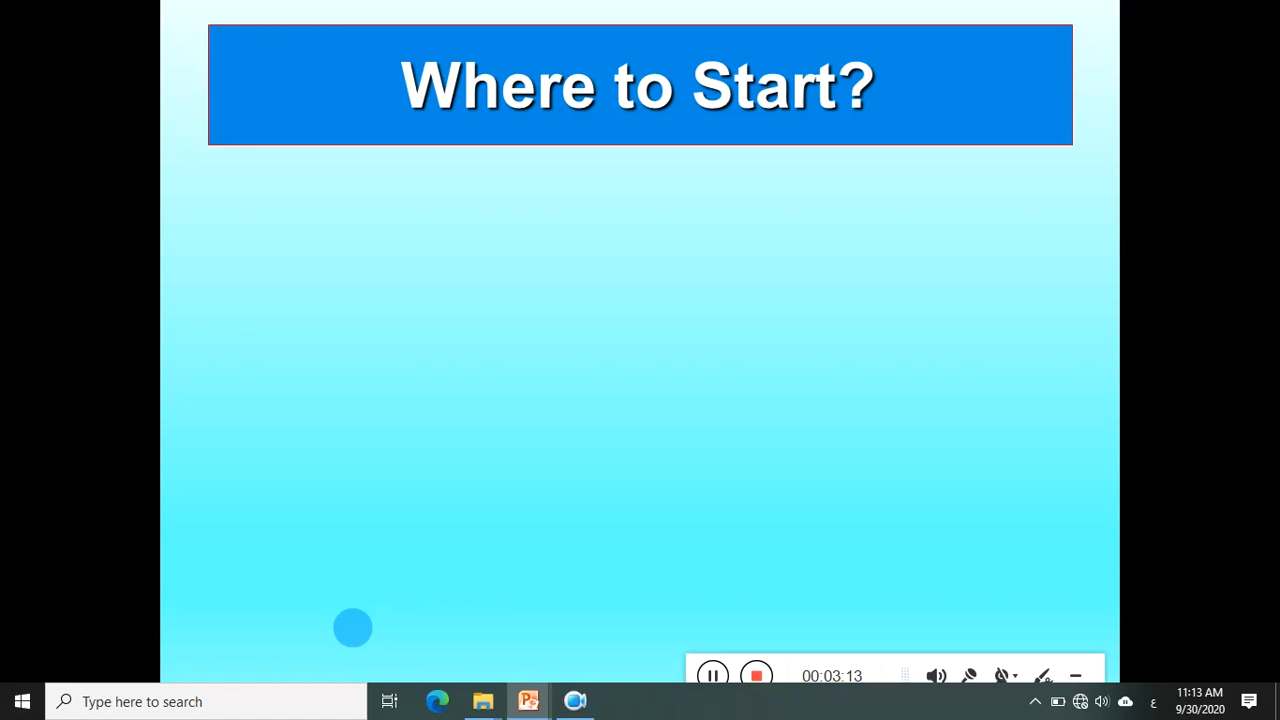 Where to Start?
00:03:13
Type here to search
ع
11:13 AM
9/30/2020